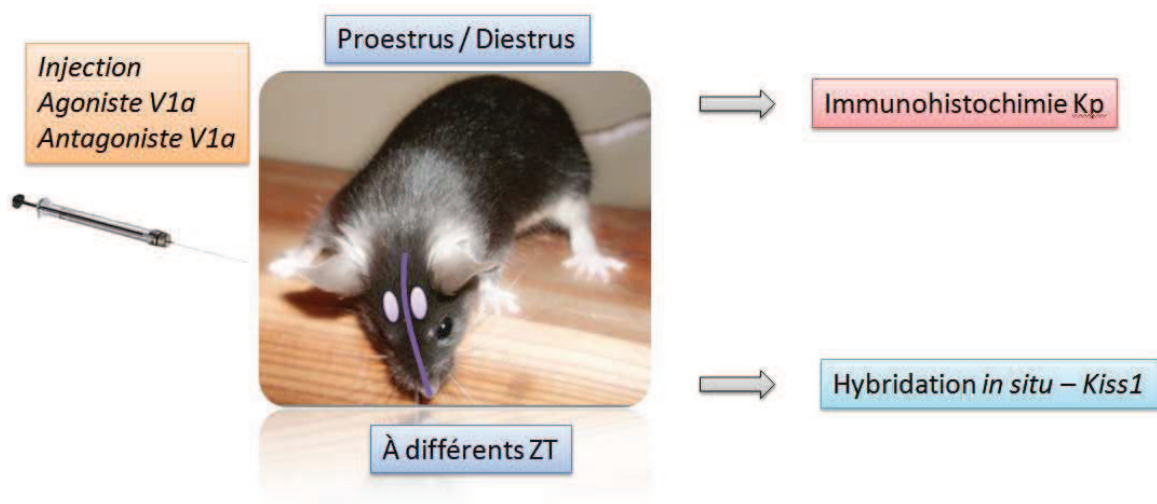 Proestrus / Diestrus
Injection
Agoniste V1a
Antagoniste V1a
Immunohistochimie Kp
Hybridation in situ – Kiss1
À différents ZT